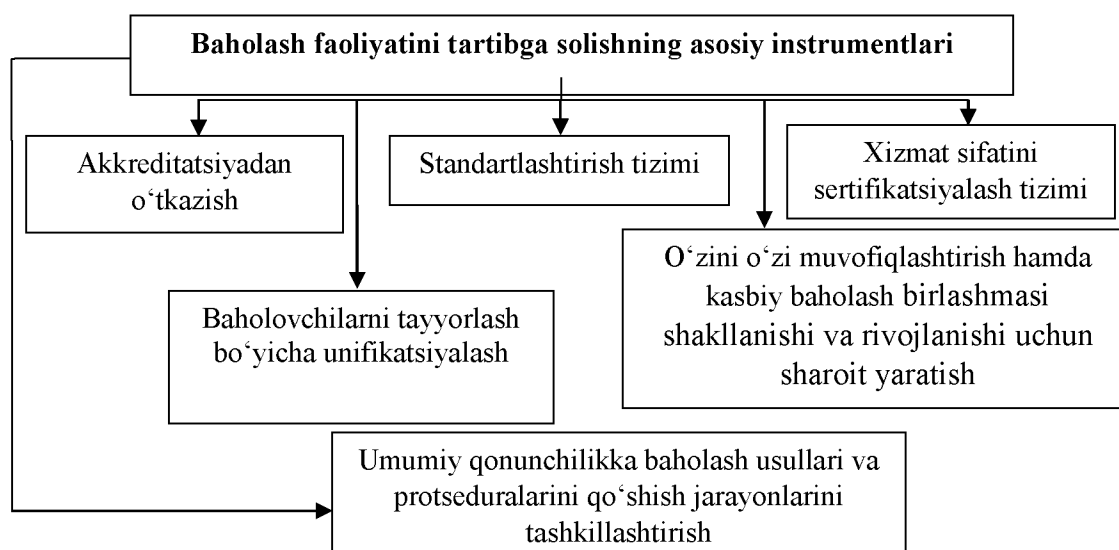 Baholash faoliyatini tartibga solishning asosiy instrumentlari
Akkreditatsiyadan
o‘tkazish
Standartlashtirish tizimi
Xizmat sifatini
sertifikatsiyalash tizimi
Baholovchilarni tayyorlash
bo‘yicha unifikatsiyalash
O‘zini o‘zi muvofiqlashtirish hamda
kasbiy baholash birlashmasi
shakllanishi va rivojlanishi uchun
sharoit yaratish
Umumiy qonunchilikka baholash usullari va
protseduralarini qo‘shish jarayonlarini
tashkillashtirish